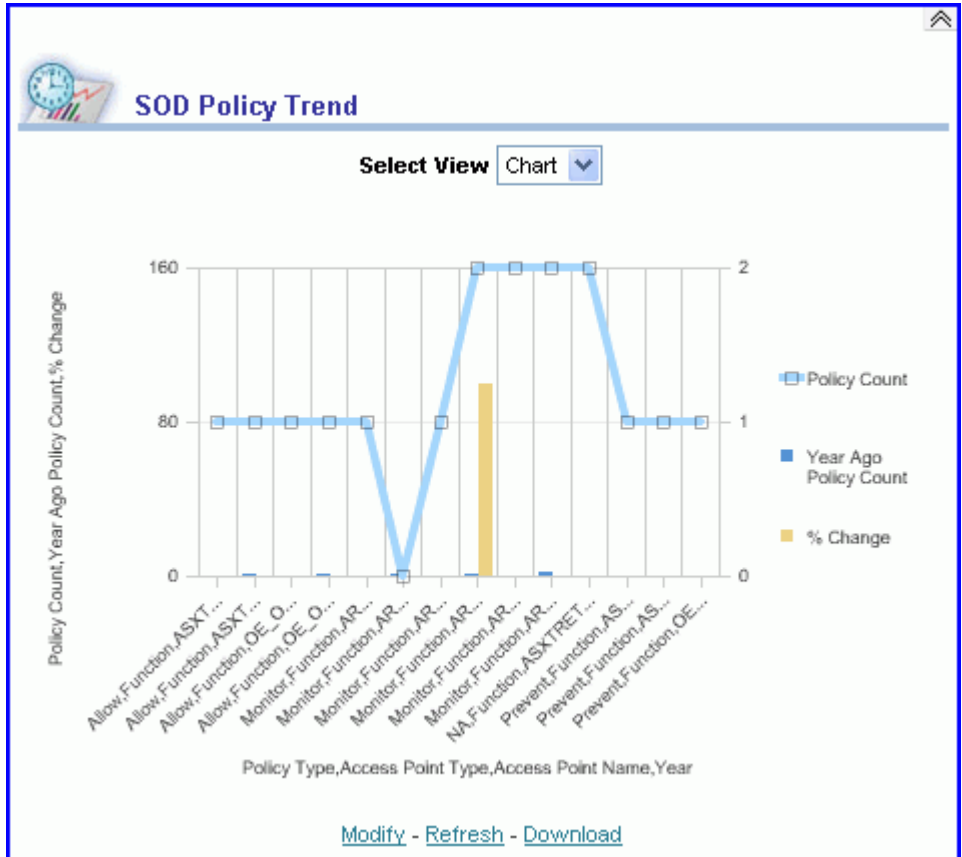 SOD Policy Trend
Select View Chart
160
80
0
2
1
0
Policy Count,Year Ago Policy Count,% Change
Policy Count
Year Ago
Policy Count
% Change
Allow,Function,ASXT...
Allow,Function,ASXT...
Allow,Function,OE_O...
Allow,Function,OE_O...
Monitor,Function,AR...
Monitor,Function,AR...
Monitor,Function,AR...
Monitor,Function,AR...
Monitor,Function,AR...
Monitor,Function,AR...
NA,Function,ASXTRET...
Prevent,Function,AS...
Prevent,Function,AS...
Prevent,Function,OE...
Policy Type,Access Point Type,Access Point Name,Year
Modify - Refresh - Download